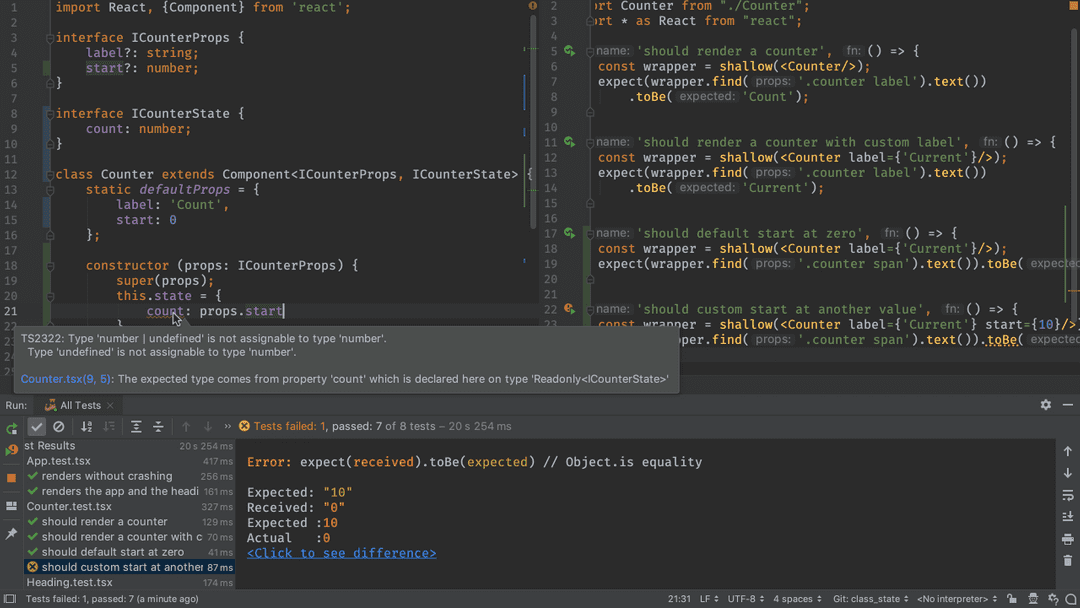 1 import React, {Component} from 'react';
2
3 interface ICounterProps {
4 label?: string;
5 start?: number;
6 }
7
8 interface ICounterState {
9 count: number;
10 }
11
12 class Counter extends Component<ICounterProps, ICounterState> {
13 static defaultProps = {
14 label: 'Count',
15 start: 0
16 };
17
18 constructor (props: ICounterProps) {
19 super(props);
20 this.state = {
21 count: props.start
22 }
2 ort Counter from "./Counter";
3 ort * as React from "react";
4
5 name: 'should render a counter', fn: () => {
6 const wrapper = shallow(<Counter/>);
7 expect(wrapper.find( props: '.counter label').text())
8 .toBe( expected: 'Count');
9
10
11 name: 'should render a counter with custom label', fn: () => {
12 const wrapper = shallow(<Counter label={'Current'}/>);
13 expect(wrapper.find( props: '.counter label').text())
14 .toBe( expected: 'Current');
15
16
17 name: 'should default start at zero', fn: () => {
18 const wrapper = shallow(<Counter label={'Current'}/>);
19 expect(wrapper.find( props: '.counter span').text()).toBe( expected
20
21
22 name: 'should custom start at another value', fn: () => {
23 const wrapper = shallow(<Counter label={'Current'} start={10}/>
wrapper.find( props: '.counter span').text()).toBe( expected
TS2322: Type 'number | undefined' is not assignable to type 'number'.
Type 'undefined' is not assignable to type 'number'.
Counter.tsx(9, 5): The expected type comes from property 'count' which is declared here on type 'Readonly<ICounterState>'
Run: All Tests
Tests failed: 1, passed: 7 of 8 tests – 20 s 254 ms
st Results 20 s 254 ms
App.test.tsx 417 ms
renders without crashing 256 ms
renders the app and the headi 161 ms
Counter.test.tsx 327 ms
should render a counter 129 ms
should render a counter with c 70 ms
should default start at zero 41 ms
should custom start at another 87 ms
Heading.test.tsx 174 ms
Error: expect(received).toBe(expected) // Object.is equality
Expected: "10"
Received: "0"
Expected :10
Actual :0
<Click to see difference>
Tests failed: 1, passed: 7 (a minute ago) 21:31 LF UTF-8 4 spaces Git: class_state <No interpreter>